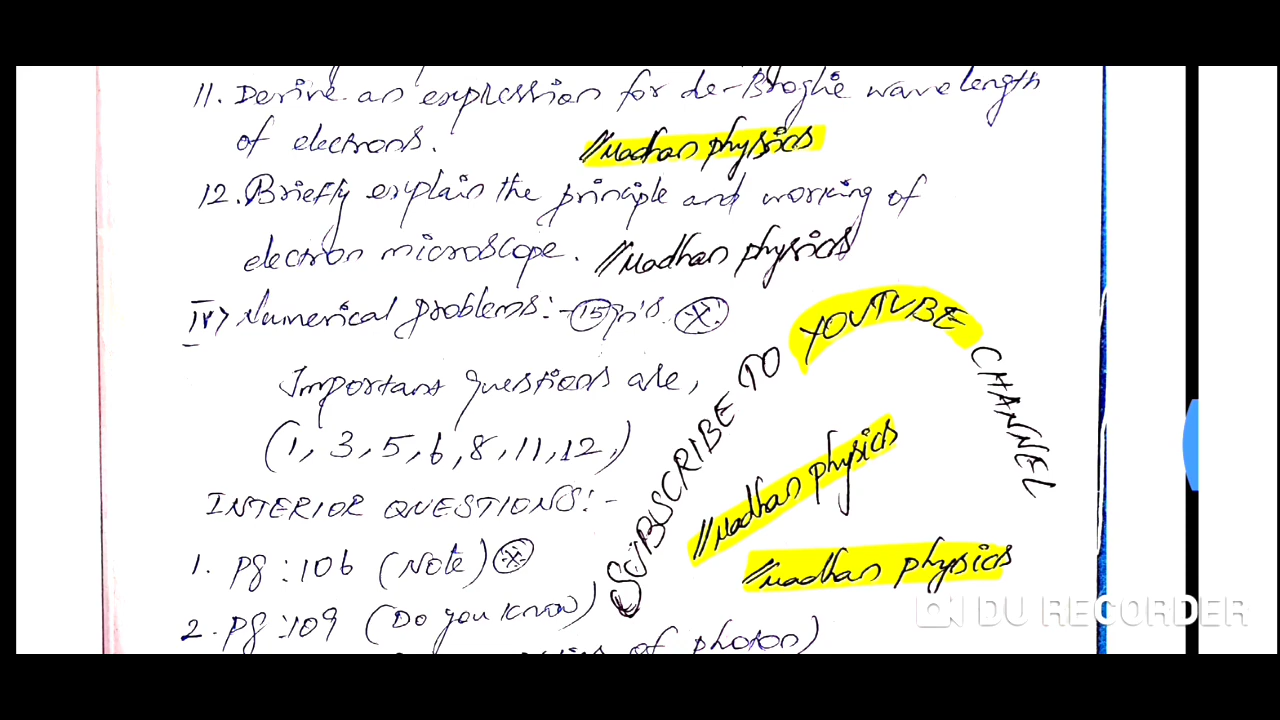 11. Derive an expression for de-Broglie wavelength
of electrons.
//Madhan physics
12. Briefly explain the principle and working of
electron microscope. //Madhan physics
IV> Numerical problems:- 15
Important questions are,
(1, 3, 5, 6, 8, 11, 12,)
SUBSCRIBE TO YOUTUBE CHANNEL
//Madhan physics
INTERIOR QUESTIONS:-
1. pg:106 (Note)
//Madhan physics
2. pg:109 (Do you know)
of photon)
DU RECORDER